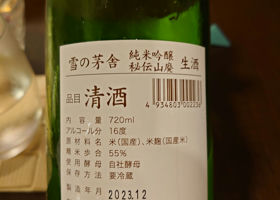 雪の茅舎 純米吟醸 秘伝山廃 生酒
品目 清酒
4934803002236
内容量 720ml
アルコール分 16度
原材料名 米(国産)、米麹(国産米)
精米歩合 55%
使用酵母 自社酵母
保存方法 要冷蔵
製造年月 2023.12